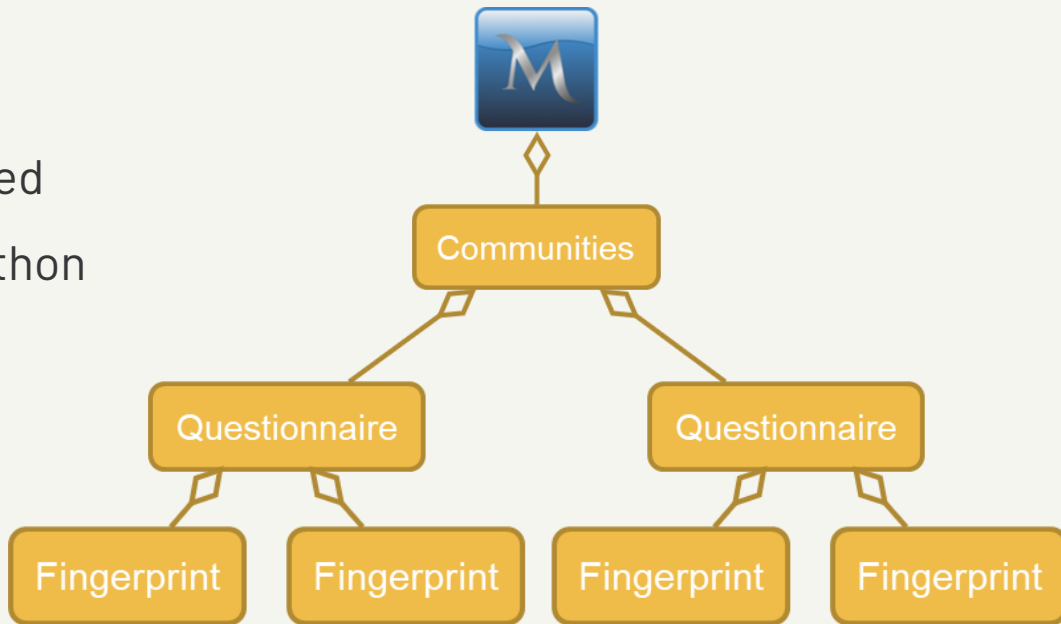 M
ed
Communities
thon
Questionnaire Questionnaire
Fingerprint Fingerprint Fingerprint Fingerprint